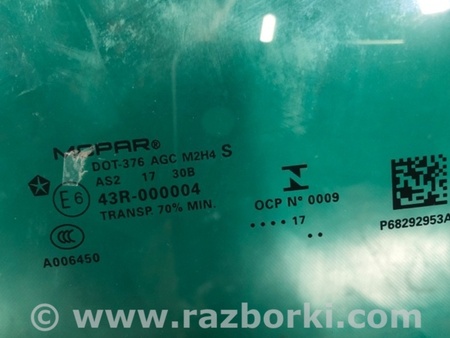 MOPAR®
DOT-376 AGC M2H4 S
AS2 17 30B
E6 43R-000004
TRANSP 70% MIN.
CCC
A006450
OCP N° 0009
•••• 17
••
P68292953A
© www.razborki.com